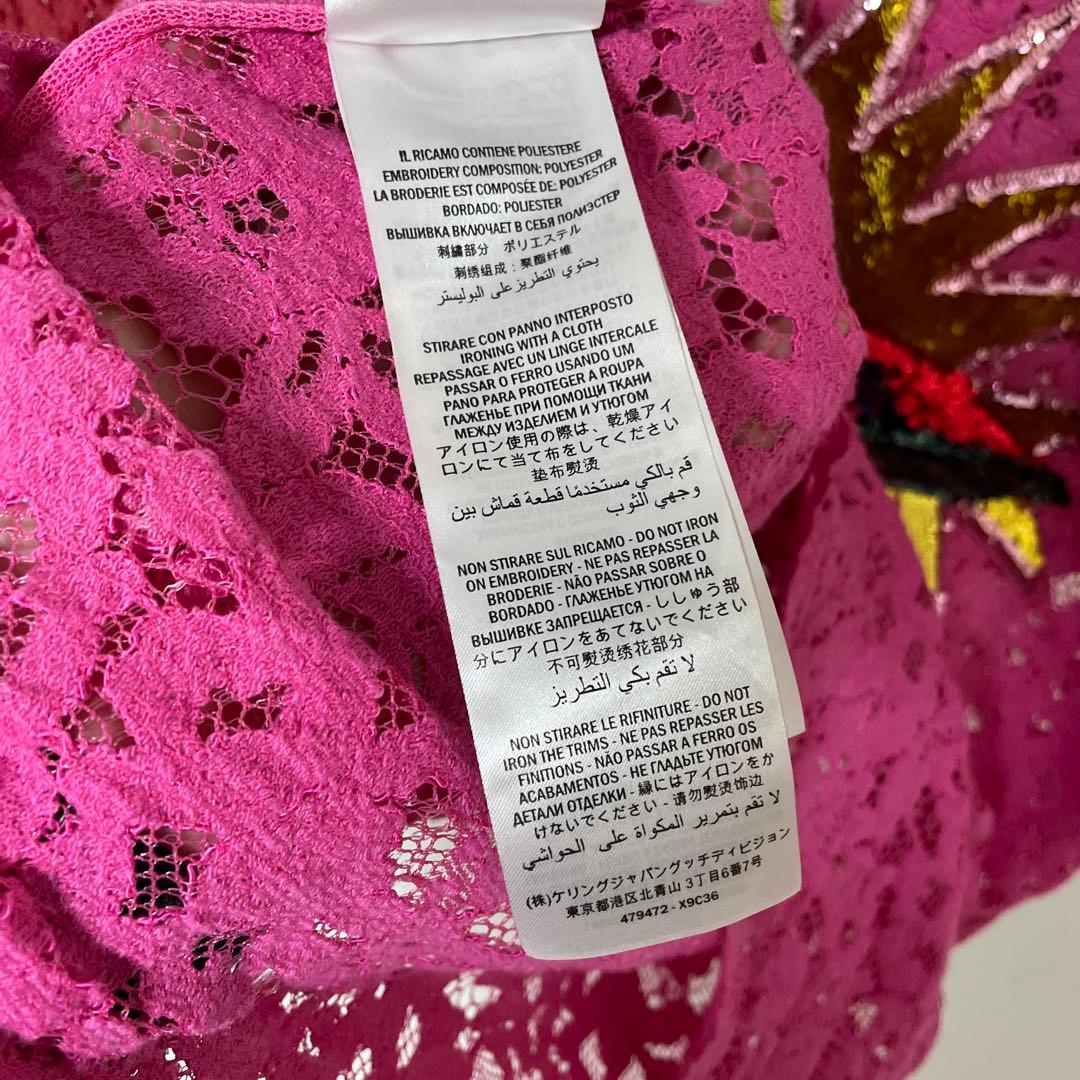 IL RICAMO CONTIENE POLIESTERE
EMBROIDERY COMPOSITION: POLYESTER
LA BRODERIE EST COMPOSÉE DE: POLYESTER
BORDADO: POLIESTER
ВЫШИВКА ВКЛЮЧАЕТ В СЕБЯ ПОЛИЭСТЕР
刺繍部分 ポリエステル
刺绣组成：聚酯纤维
يحتوي التطريز على البوليستر
STIRARE CON PANNO INTERPOSTO
IRONING WITH A CLOTH
REPASSAGE AVEC UN LINGE INTERCALE
PASSAR O FERRO USANDO UM
PANO PARA PROTEGER A ROUPA
ГЛАЖЕНЬЕ ПРИ ПОМОЩИ ТКАНИ
МЕЖДУ ИЗДЕЛИЕМ И УТЮГОМ
アイロン使用の際は、乾燥アイ
ロンにて当て布をしてください
垫布熨烫
قم بالكي مستخدمًا قطعة قماش بين
وجهي الثوب
NON STIRARE SUL RICAMO - DO NOT IRON
ON EMBROIDERY - NE PAS REPASSER LA
BRODERIE - NÃO PASSAR SOBRE O
BORDADO - ГЛАЖЕНЬЕ УТЮГОМ НА
ВЫШИВКЕ ЗАПРЕЩАЕТСЯ - ししゅう部
分にアイロンをあてないでください
不可熨烫绣花部分
لا تقم بكي التطريز
NON STIRARE LE RIFINITURE - DO NOT
IRON THE TRIMS - NE PAS REPASSER LES
FINITIONS - NÃO PASSAR A FERRO OS
ACABAMENTOS - НЕ ГЛАДЬТЕ УТЮГОМ
ДЕТАЛИ ОТДЕЛКИ - 縁にはアイロンをか
けないでください - 请勿熨烫饰边
لا تقم بتمرير المكواة على الحواشي
(株)ケリングジャパングッチディビジョン
東京都港区北青山 3丁目6番7号
479472 - X9C36